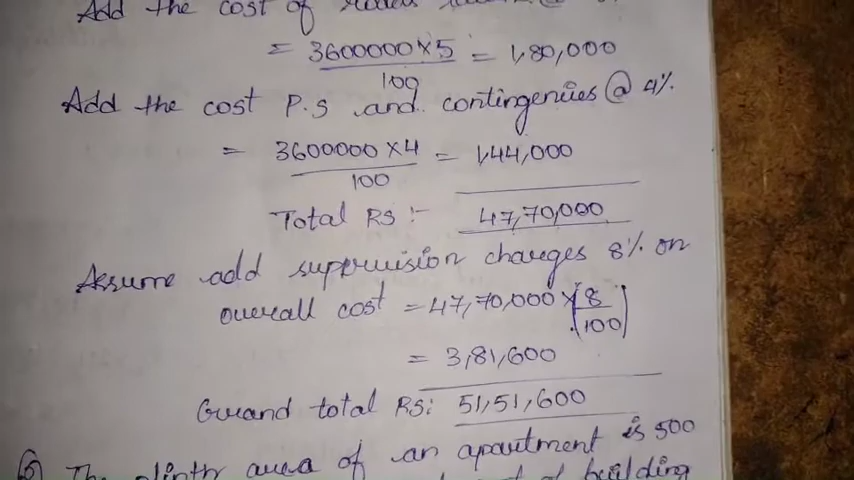 Add the cost of
= 3600000×5 = 1,80,000
100
Add the cost P.S and contingencies @ 4%.
= 3600000×4 = 1,44,000
100
Total Rs :- 47,70,000
Assume add supervision charges 8%. on
overall cost = 47,70,000 × (8
100)
= 3,81,600
Grand total Rs: 51,51,600
The plinth area of an apartment is 500
of building